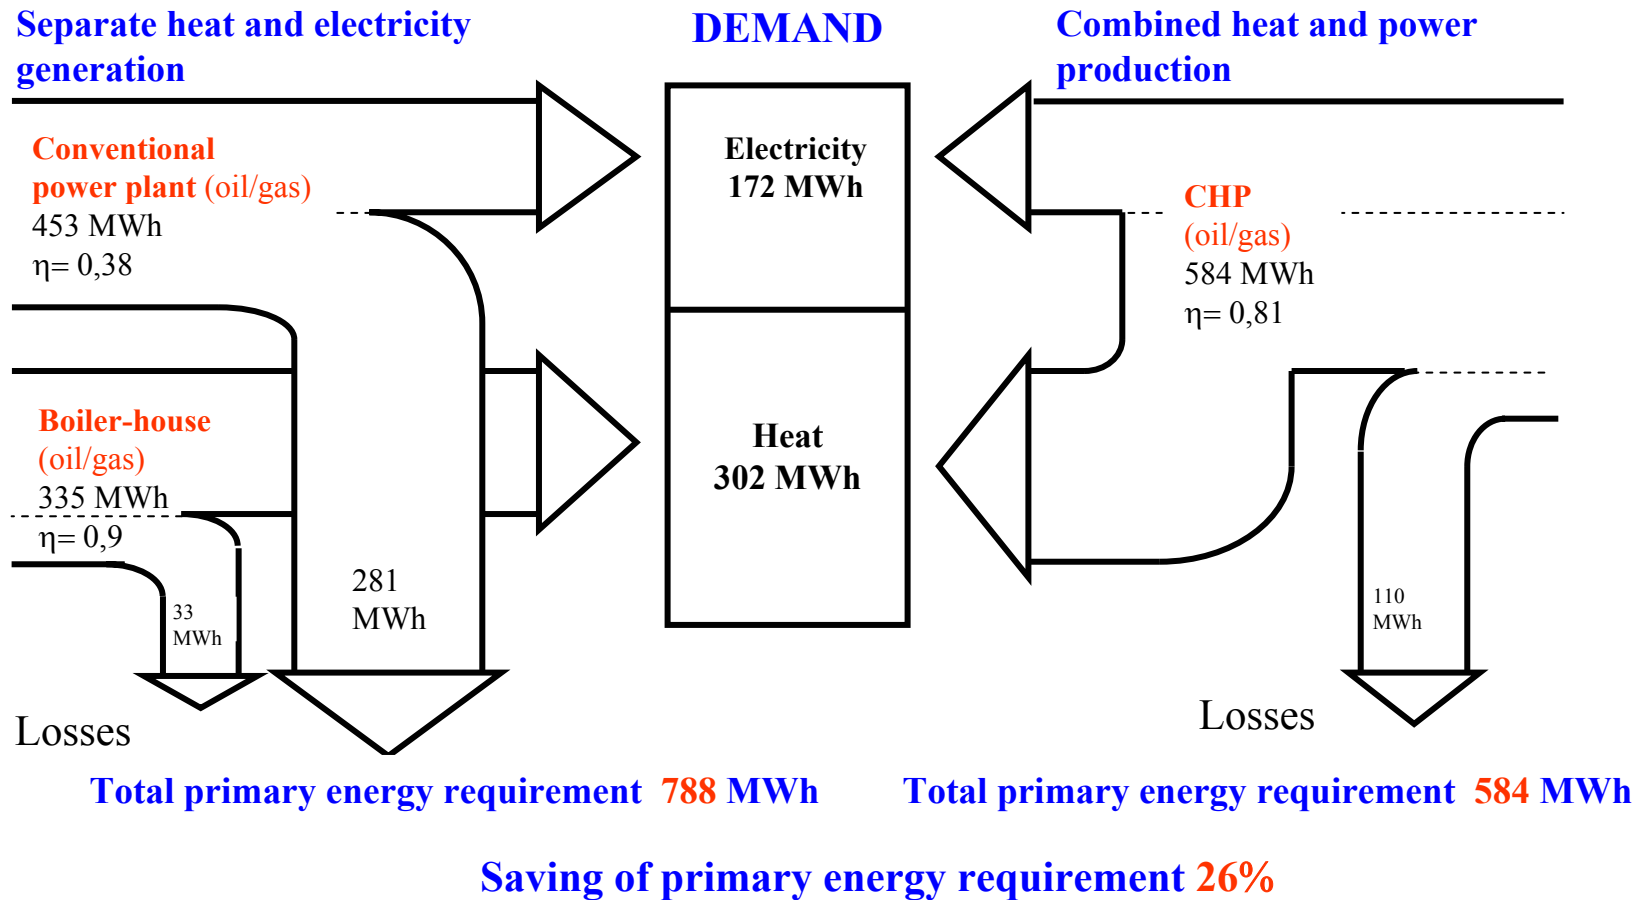 Separate heat and electricity
generation
DEMAND
Combined heat and power
production
Conventional
power plant (oil/gas)
453 MWh
η= 0,38
Electricity
172 MWh
CHP
(oil/gas)
584 MWh
η= 0,81
Boiler-house
(oil/gas)
335 MWh
η= 0,9
Heat
302 MWh
33
MWh
281
MWh
110
MWh
Losses
Losses
Total primary energy requirement 788 MWh
Total primary energy requirement 584 MWh
Saving of primary energy requirement 26%